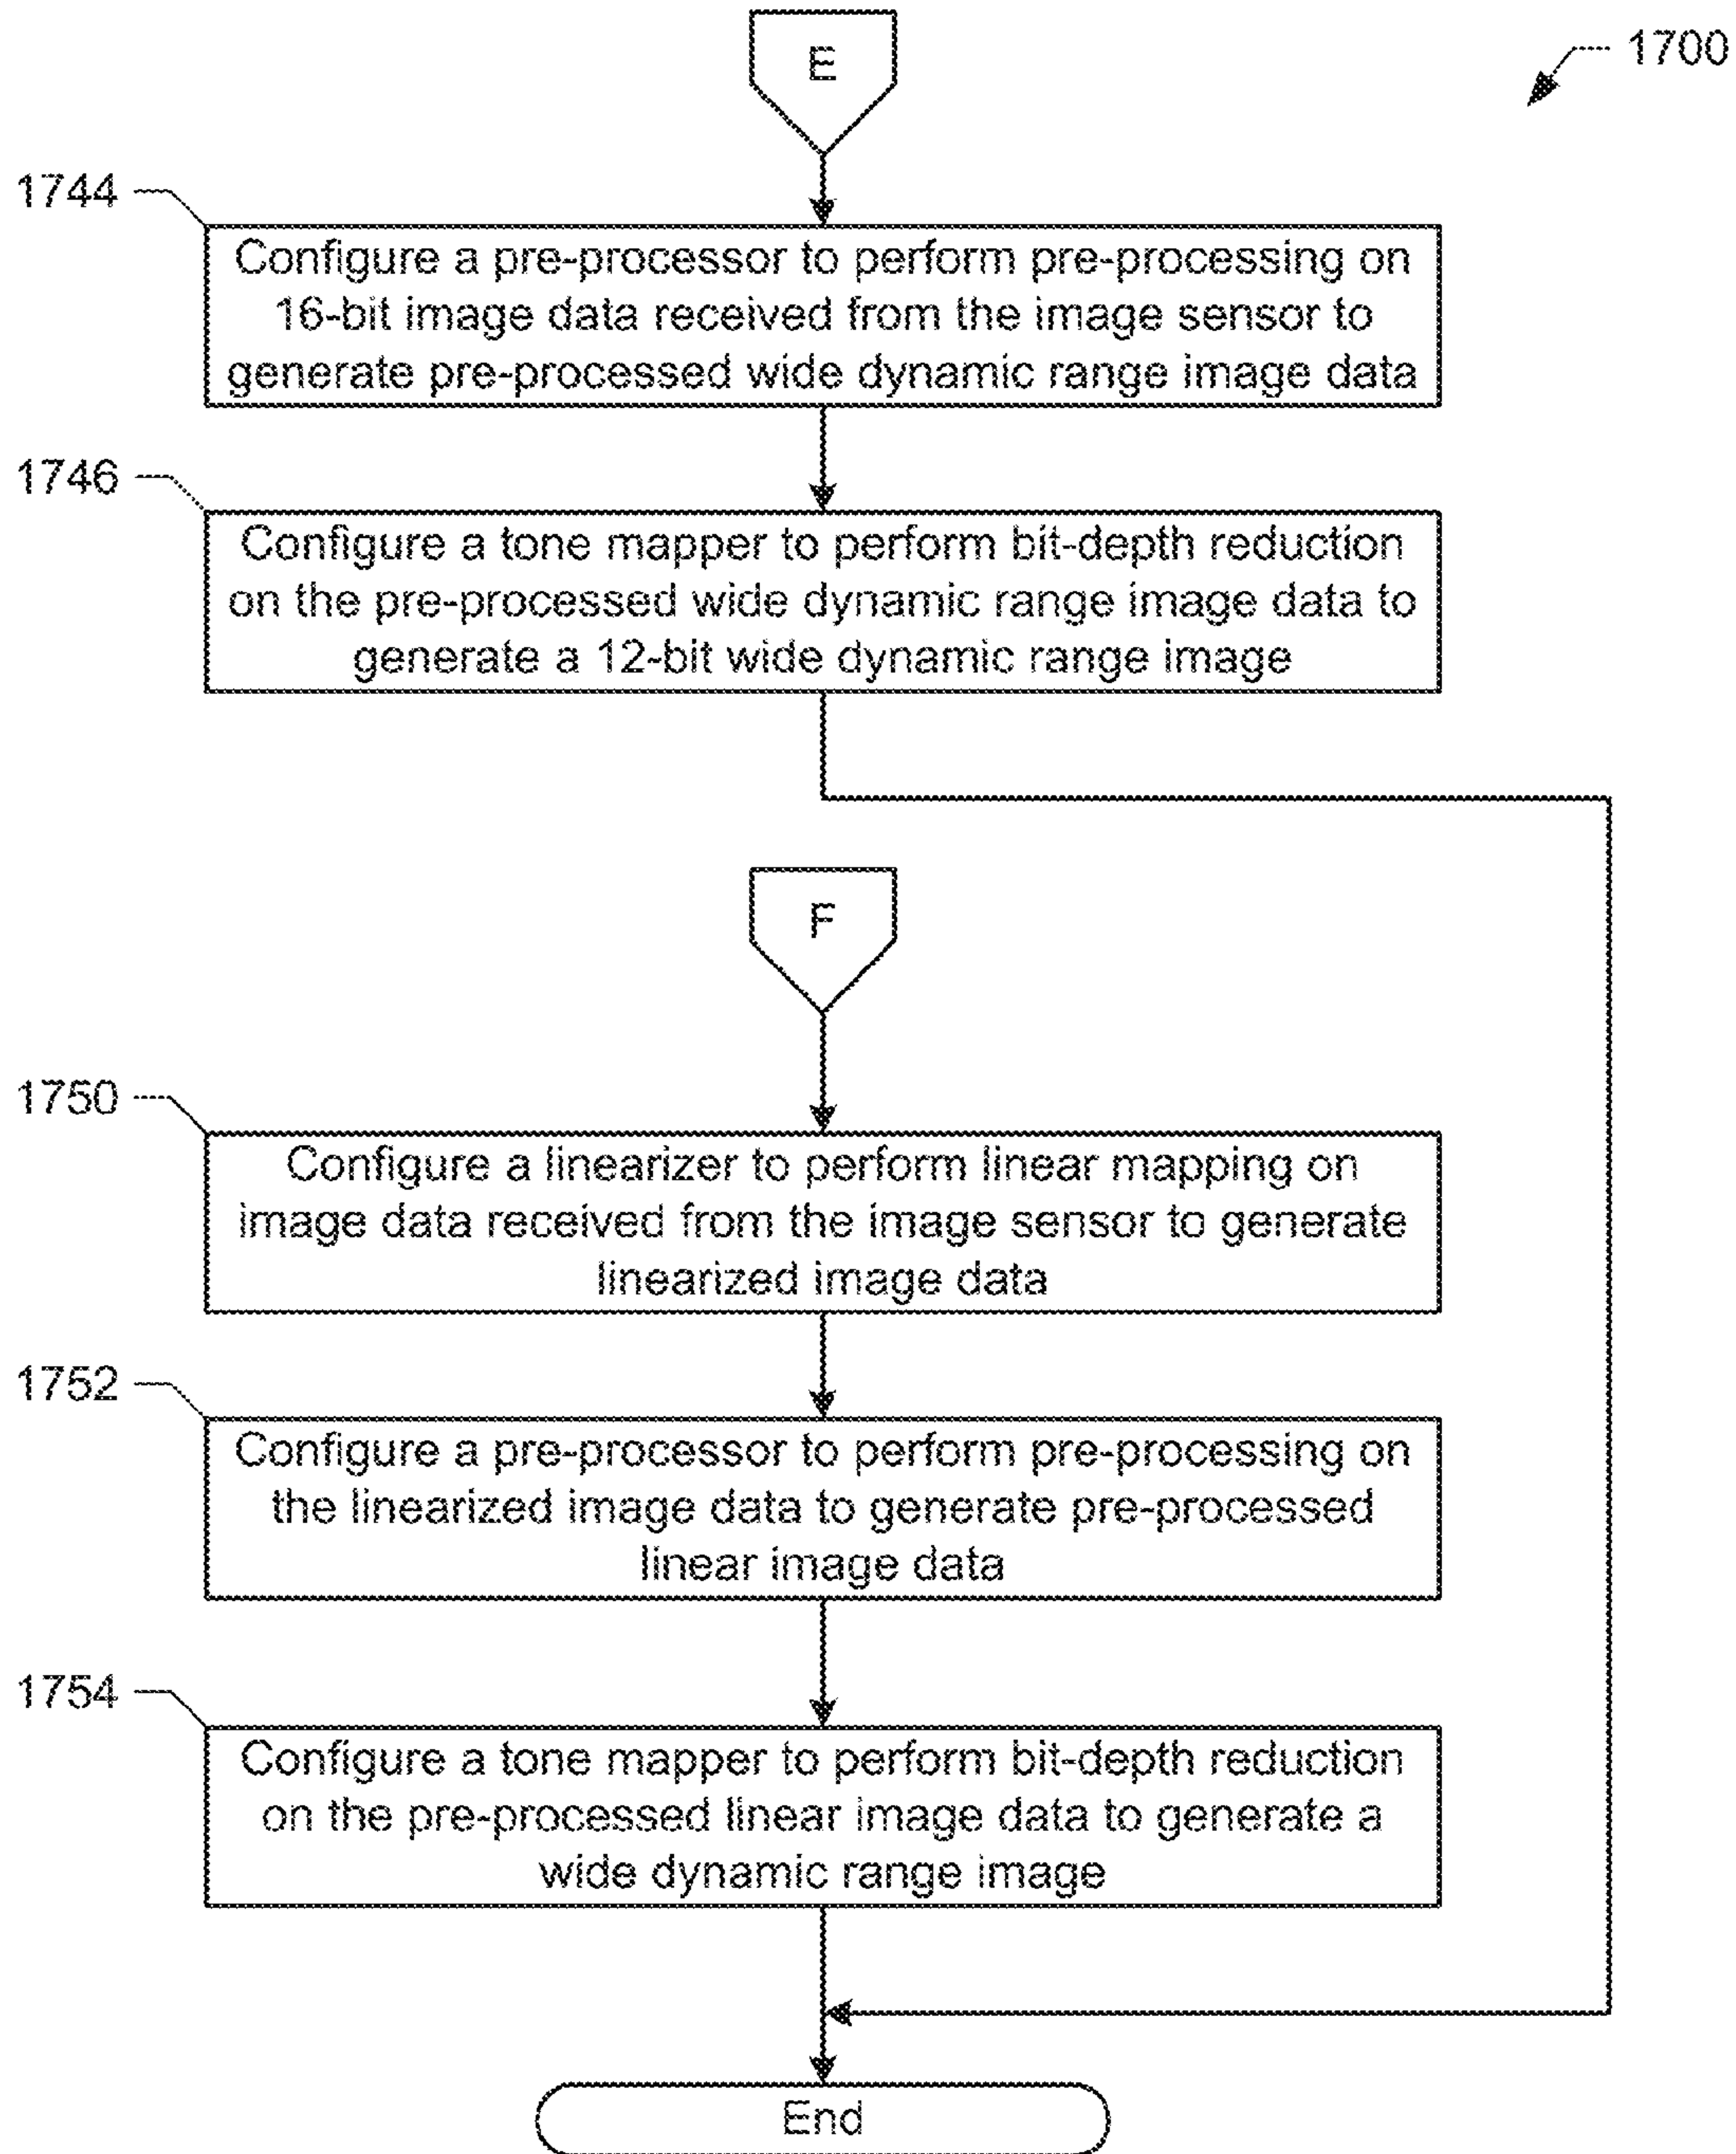 E
1700
1744
Configure a pre-processor to perform pre-processing on
16-bit image data received from the image sensor to
generate pre-processed wide dynamic range image data
1746
Configure a tone mapper to perform bit-depth reduction
on the pre-processed wide dynamic range image data to
generate a 12-bit wide dynamic range image
F
1750
Configure a linearizer to perform linear mapping on
image data received from the image sensor to generate
linearized image data
1752
Configure a pre-processor to perform pre-processing on
the linearized image data to generate pre-processed
linear image data
1754
Configure a tone mapper to perform bit-depth reduction
on the pre-processed linear image data to generate a
wide dynamic range image
End